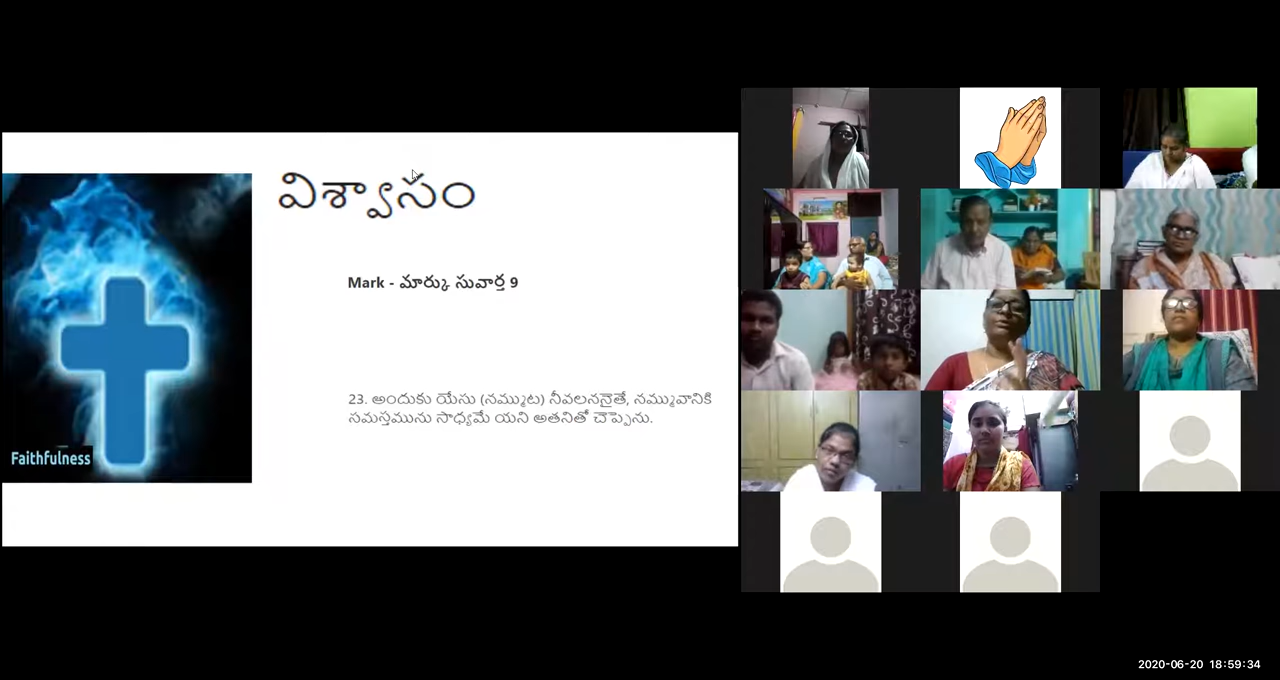 విశ్వాసం
Mark - మార్కు సువార్త 9
23. అందుకు యేసు (నమ్ముట) నీవలననైతే, నమ్మువానికి
సమస్తమును సాధ్యమే యని అతనితో చెప్పెను.
Faithfulness
2020-06-20 18:59:34